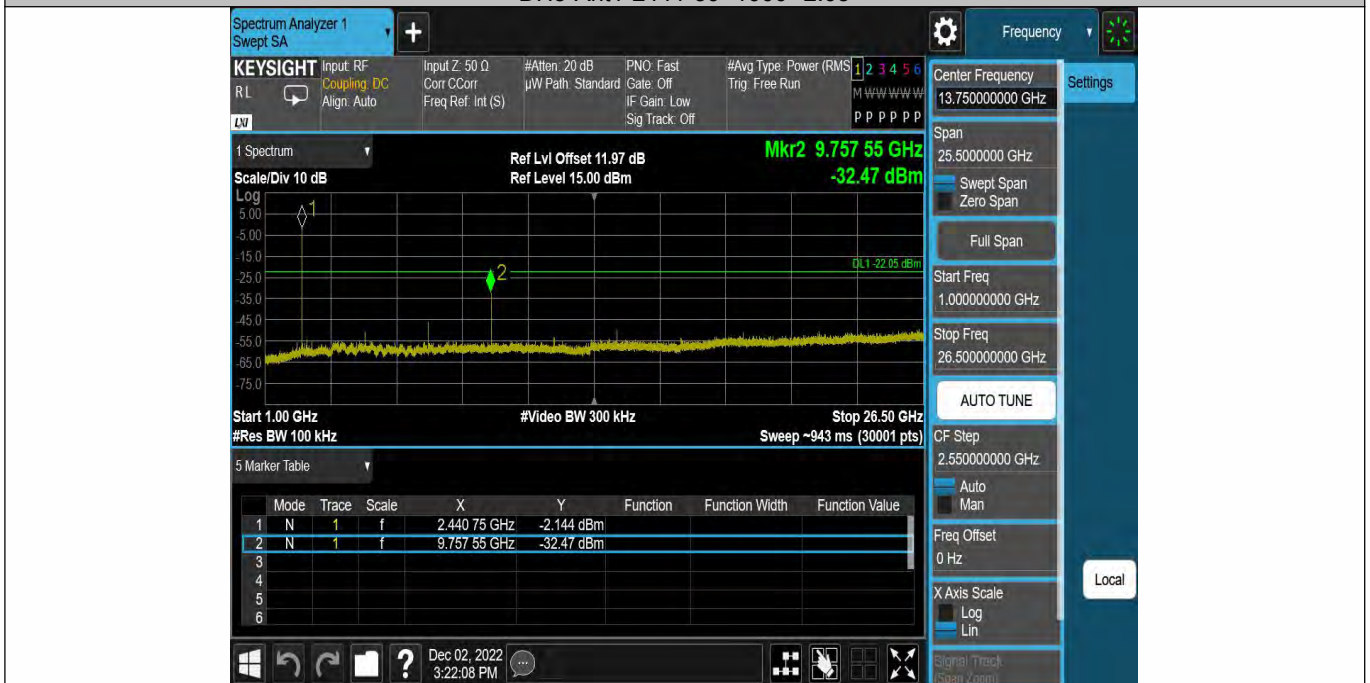 Spectrum Analyzer 1
Swept SA
+
Frequency
KEYSIGHT
RL
LXI
Input: RF
Coupling: DC
Align: Auto
Input Z: 50 Ω
Corr CCorr
Freq Ref: Int (S)
#Atten: 20 dB
µW Path: Standard
PNO: Fast
Gate: Off
IF Gain: Low
Sig Track: Off
#Avg Type: Power (RMS
Trig: Free Run
1 2 3 4 5 6
M W W W W W
P P P P P P
Center Frequency
13.750000000 GHz
Settings
Span
25.5000000 GHz
Swept Span
Zero Span
Full Span
Start Freq
1.000000000 GHz
Stop Freq
26.500000000 GHz
AUTO TUNE
CF Step
2.550000000 GHz
Auto
Man
Freq Offset
0 Hz
X Axis Scale
Log
Lin
Signal Track
(Span Zoom)
Local
1 Spectrum
Scale/Div 10 dB
Ref Lvl Offset 11.97 dB
Ref Level 15.00 dBm
Mkr2 9.757 55 GHz
-32.47 dBm
Log
5.00
-5.00
-15.0
-25.0
-35.0
-45.0
-55.0
-65.0
-75.0
1
2
DL1 -22.05 dBm
Start 1.00 GHz
#Video BW 300 kHz
Stop 26.50 GHz
#Res BW 100 kHz
Sweep ~943 ms (30001 pts)
5 Marker Table
Mode Trace Scale X Y Function Function Width Function Value
1 N 1 f 2.440 75 GHz -2.144 dBm
2 N 1 f 9.757 55 GHz -32.47 dBm
3
4
5
6
?
Dec 02, 2022
3:22:08 PM